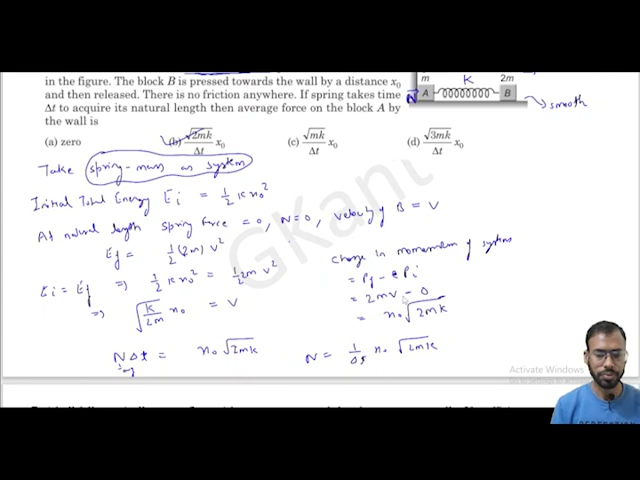 in the figure. The block B is pressed towards the wall by a distance x₀
and then released. There is no friction anywhere. If spring takes time
Δt to acquire its natural length then average force on the block A by
the wall is
m K 2m
N A B
smooth
(a) zero (b) √2mk/Δt x₀ (c) √mk/Δt x₀ (d) √3mk/Δt x₀
Take spring-mass as system
Initial Total Energy Ei = 1/2 k x₀²
At natural length spring force = 0, N = 0, velocity of B = V
Ef = 1/2 (2m) v²
Ei = Ef ⇒ 1/2 k x₀² = 1/2 2m v²
⇒ √(k/2m) x₀ = v
Change in momentum of system
= Pf - Pi
= 2mv - 0
= x₀ √2mk
N Δt = x₀ √2mk
avg
N = 1/Δt x₀ √2mk
GKant
Activate Windows